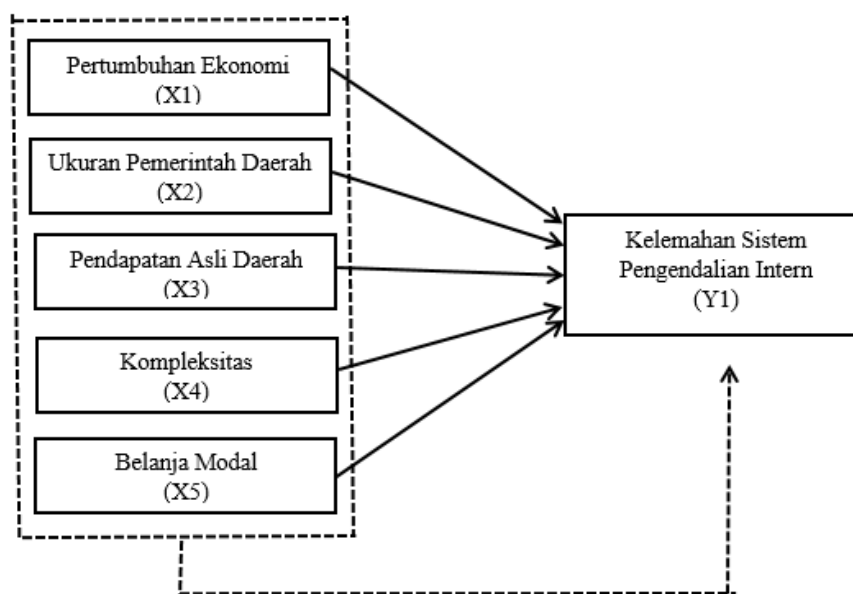 Pertumbuhan Ekonomi
(X1)
Ukuran Pemerintah Daerah
(X2)
Pendapatan Asli Daerah
(X3)
Kompleksitas
(X4)
Belanja Modal
(X5)
Kelemahan Sistem
Pengendalian Intern
(Y1)